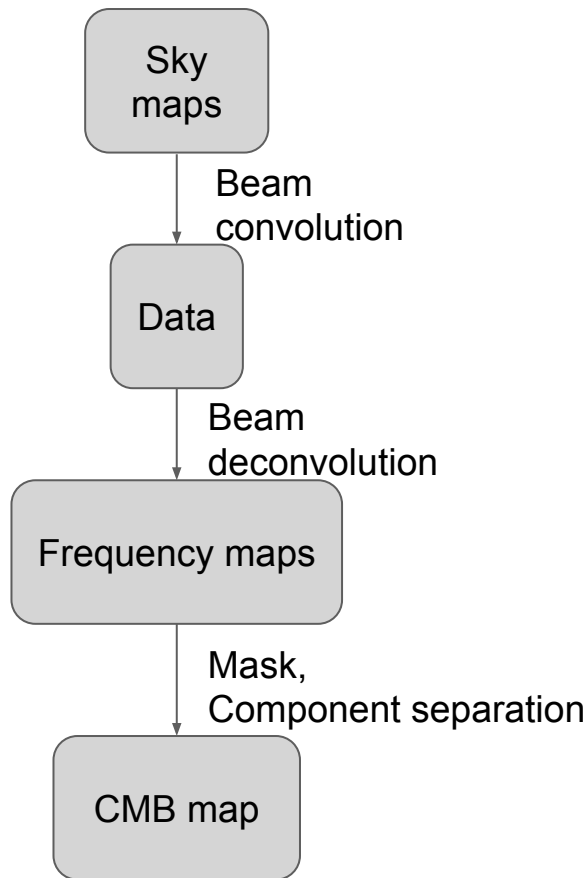 Sky
maps
Beam
convolution
Data
Beam
deconvolution
Frequency maps
Mask,
Component separation
CMB map